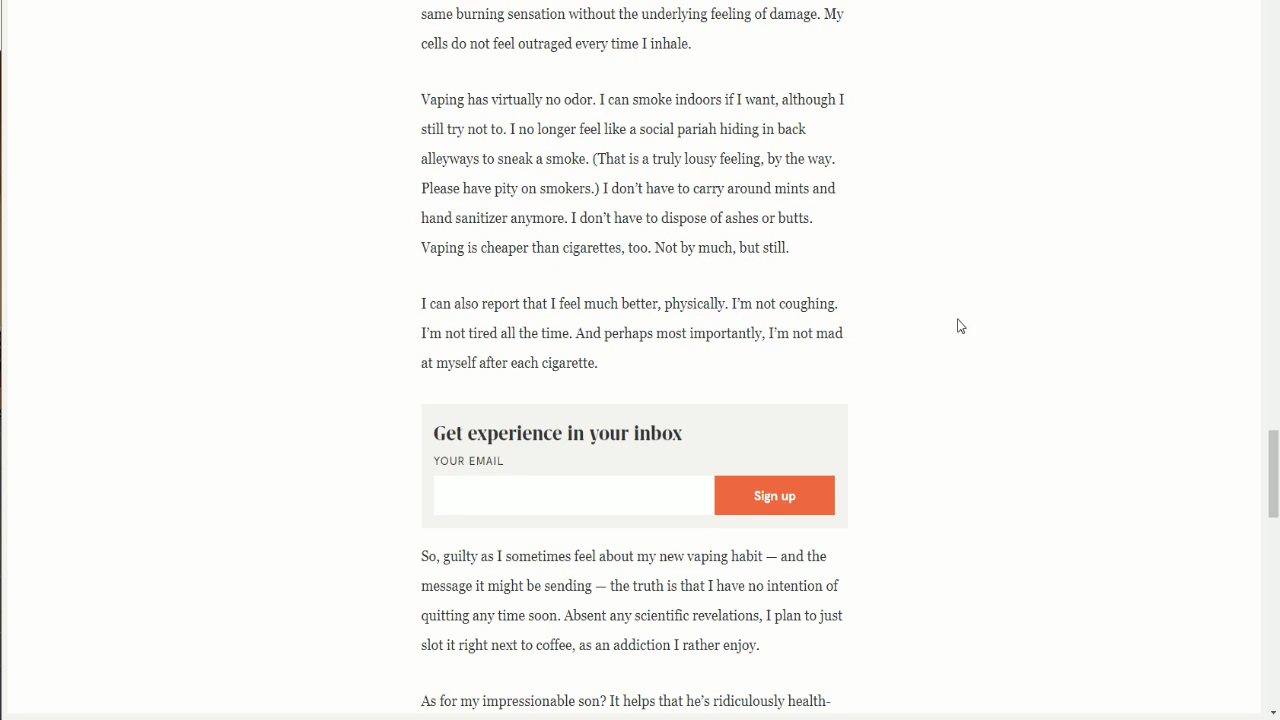 same burning sensation without the underlying feeling of damage. My
cells do not feel outraged every time I inhale.
Vaping has virtually no odor. I can smoke indoors if I want, although I
still try not to. I no longer feel like a social pariah hiding in back
alleyways to sneak a smoke. (That is a truly lousy feeling, by the way.
Please have pity on smokers.) I don’t have to carry around mints and
hand sanitizer anymore. I don’t have to dispose of ashes or butts.
Vaping is cheaper than cigarettes, too. Not by much, but still.
I can also report that I feel much better, physically. I’m not coughing.
I’m not tired all the time. And perhaps most importantly, I’m not mad
at myself after each cigarette.
Get experience in your inbox
YOUR EMAIL
Sign up
So, guilty as I sometimes feel about my new vaping habit — and the
message it might be sending — the truth is that I have no intention of
quitting any time soon. Absent any scientific revelations, I plan to just
slot it right next to coffee, as an addiction I rather enjoy.
As for my impressionable son? It helps that he’s ridiculously health-